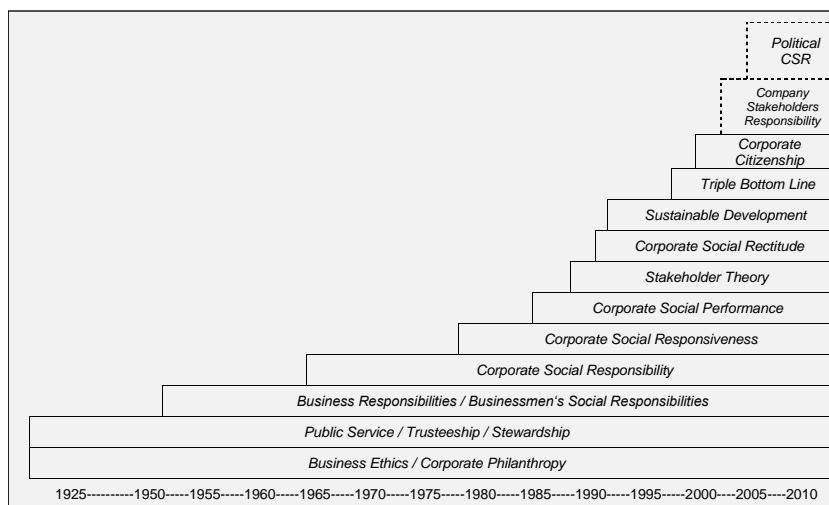 Political
CSR
Company
Stakeholders
Responsibility
Corporate
Citizenship
Triple Bottom Line
Sustainable Development
Corporate Social Rectitude
Stakeholder Theory
Corporate Social Performance
Corporate Social Responsiveness
Corporate Social Responsibility
Business Responsibilities / Businessmen‘s Social Responsibilities
Public Service / Trusteeship / Stewardship
Business Ethics / Corporate Philanthropy
1925----------1950-----1955-----1960-----1965-----1970-----1975-----1980-----1985-----1990-----1995-----2000----2005----2010